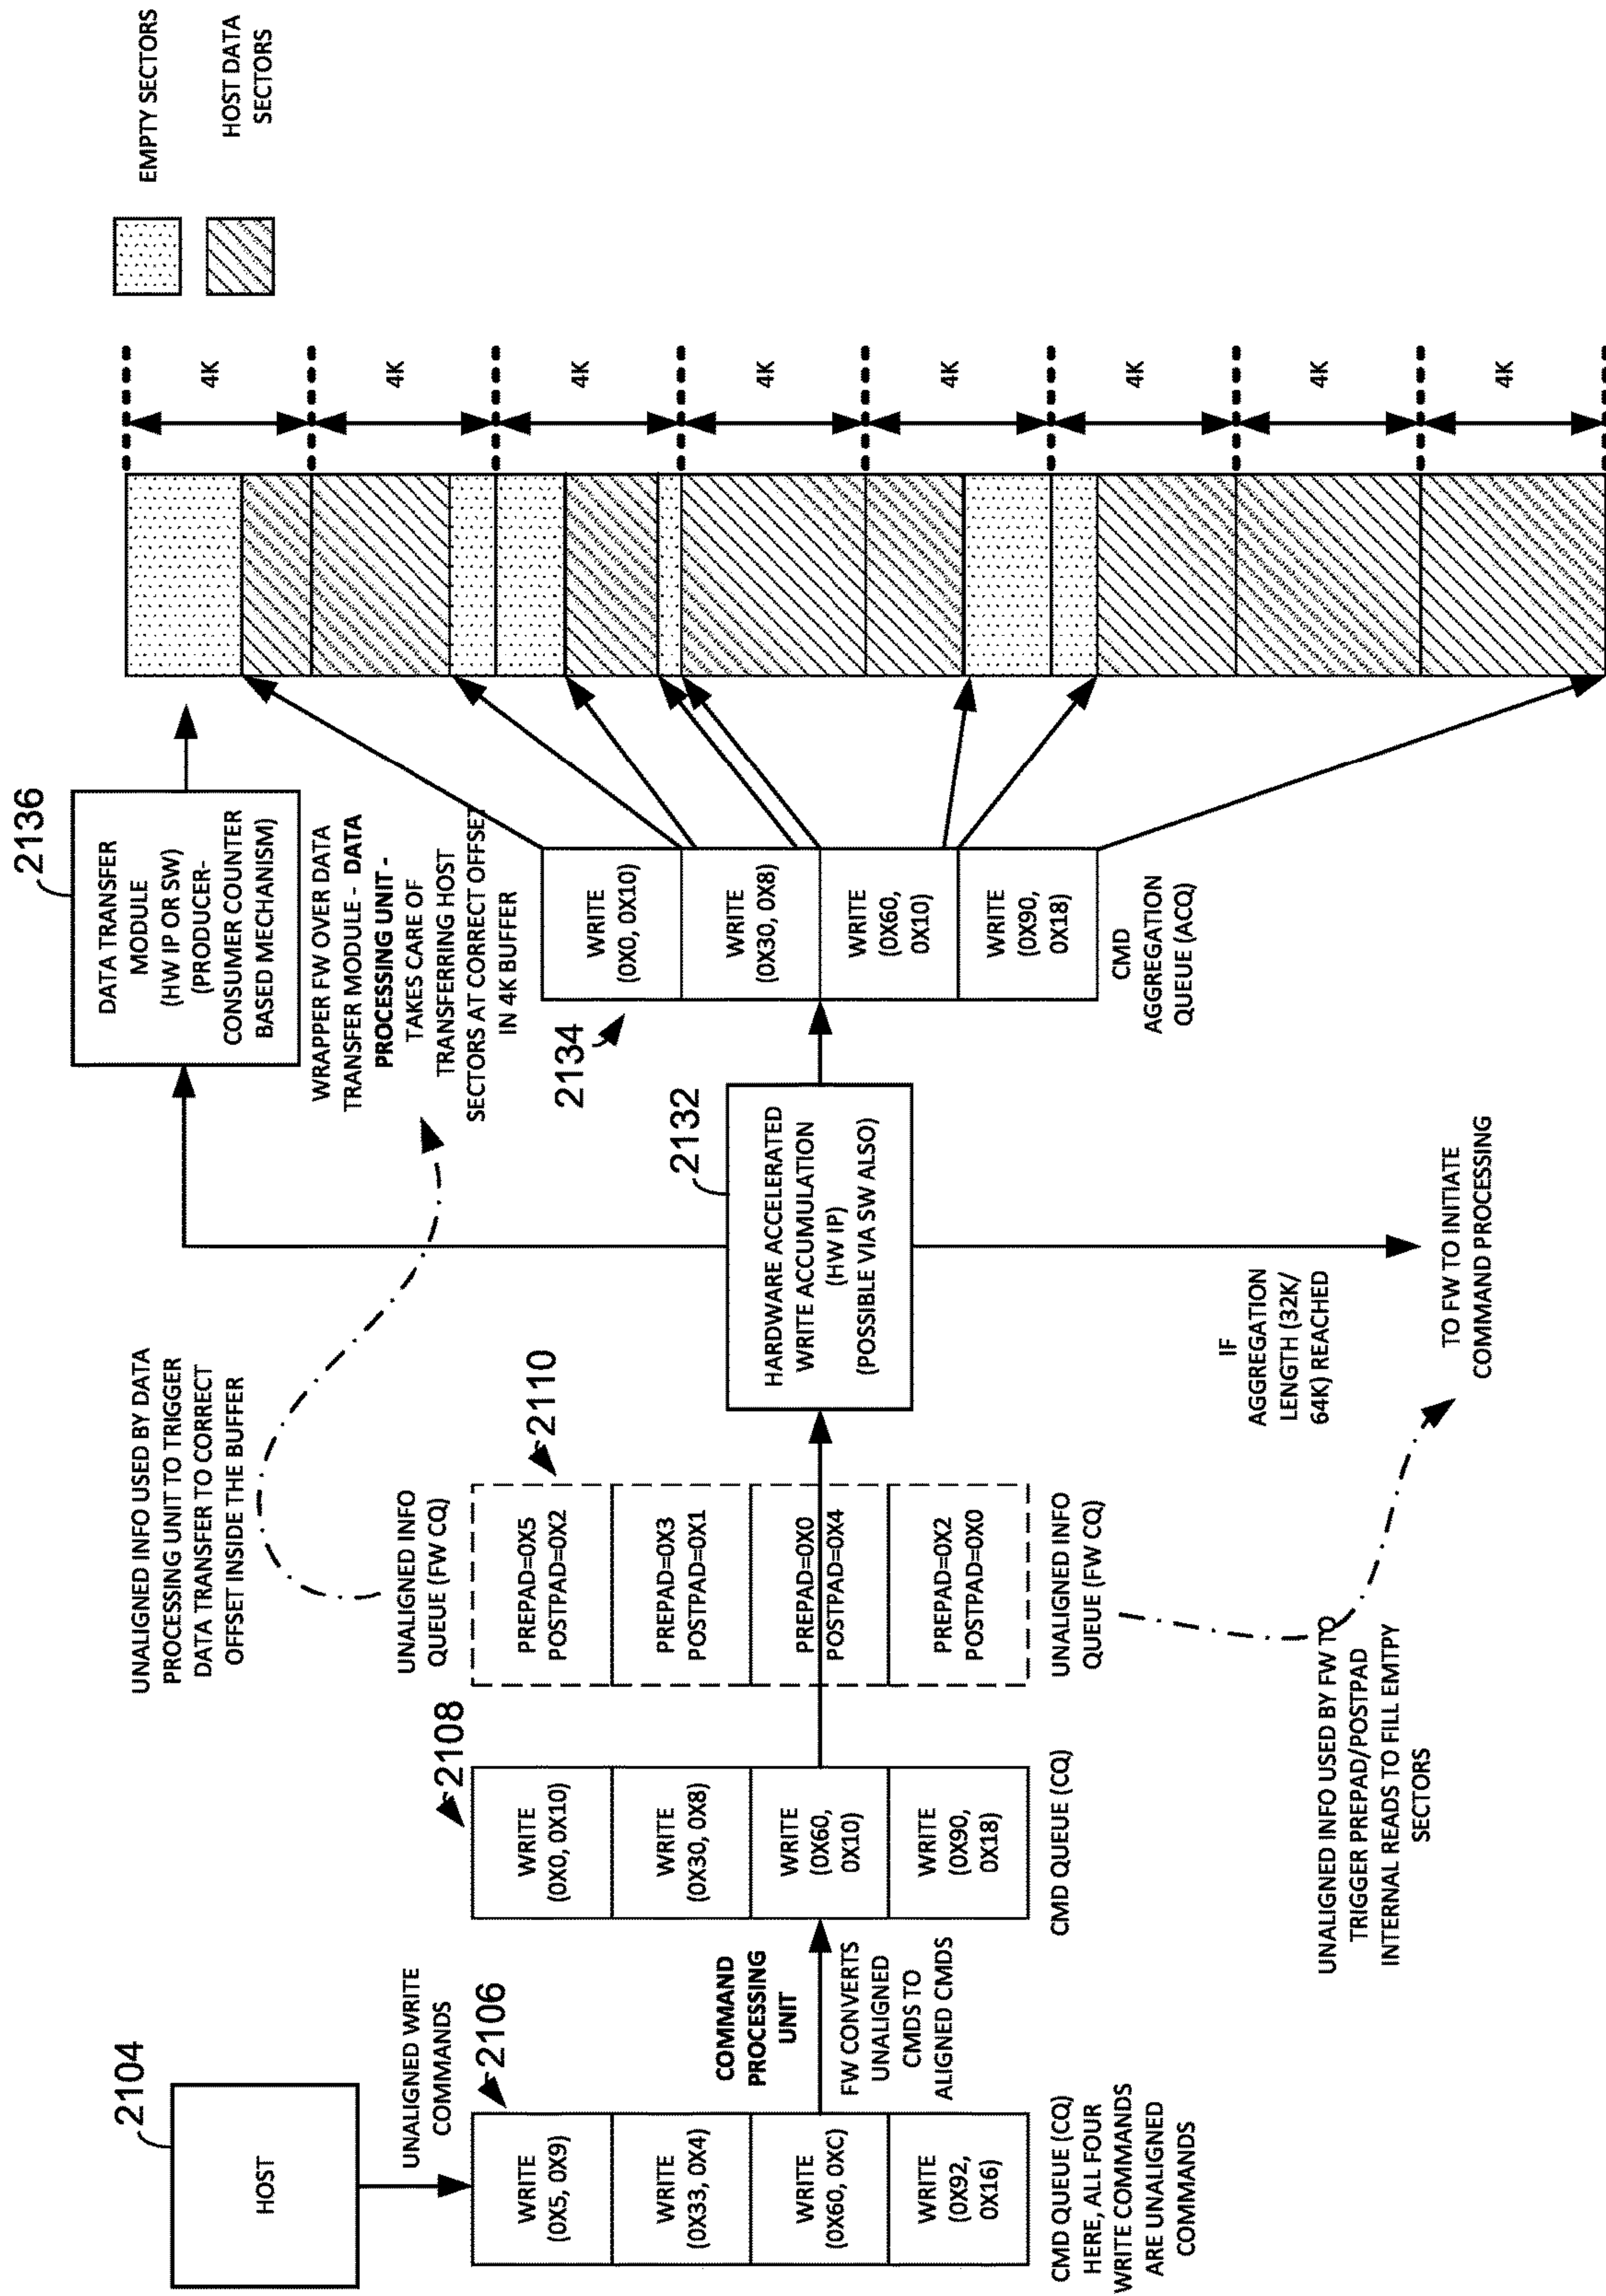 2104
HOST
UNALIGNED WRITE
COMMANDS
2106
WRITE
(0X5, 0X9)
WRITE
(0X33, 0X4)
WRITE
(0X60, 0XC)
WRITE
(0X92,
0X16)
CMD QUEUE (CQ)
HERE, ALL FOUR
WRITE COMMANDS
ARE UNALIGNED
COMMANDS
COMMAND
PROCESSING
UNIT
FW CONVERTS
UNALIGNED
CMDS TO
ALIGNED CMDS
2108
WRITE
(0X0, 0X10)
WRITE
(0X30, 0X8)
WRITE
(0X60,
0X10)
WRITE
(0X90,
0X18)
CMD QUEUE (CQ)
UNALIGNED INFO USED BY DATA
PROCESSING UNIT TO TRIGGER
DATA TRANSFER TO CORRECT
OFFSET INSIDE THE BUFFER
UNALIGNED INFO
QUEUE (FW CQ)
2110
PREPAD=0X5
POSTPAD=0X2
PREPAD=0X3
POSTPAD=0X1
PREPAD=0X0
POSTPAD=0X4
PREPAD=0X2
POSTPAD=0X0
UNALIGNED INFO
QUEUE (FW CQ)
UNALIGNED INFO USED BY FW TO
TRIGGER PREPAD/POSTPAD
INTERNAL READS TO FILL EMTPY
SECTORS
2132
HARDWARE ACCELERATED
WRITE ACCUMULATION
(HW IP)
(POSSIBLE VIA SW ALSO)
IF
AGGREGATION
LENGTH (32K/
64K) REACHED
TO FW TO INITIATE
COMMAND PROCESSING
2136
DATA TRANSFER
MODULE
(HW IP OR SW)
(PRODUCER-
CONSUMER COUNTER
BASED MECHANISM)
WRAPPER FW OVER DATA
TRANSFER MODULE - DATA
PROCESSING UNIT -
TAKES CARE OF
TRANSFERRING HOST
SECTORS AT CORRECT OFFSET
IN 4K BUFFER
2134
WRITE
(0X0, 0X10)
WRITE
(0X30, 0X8)
WRITE
(0X60,
0X10)
WRITE
(0X90,
0X18)
CMD
AGGREGATION
QUEUE (ACQ)
4K
4K
4K
4K
4K
4K
4K
4K
EMPTY SECTORS
HOST DATA
SECTORS